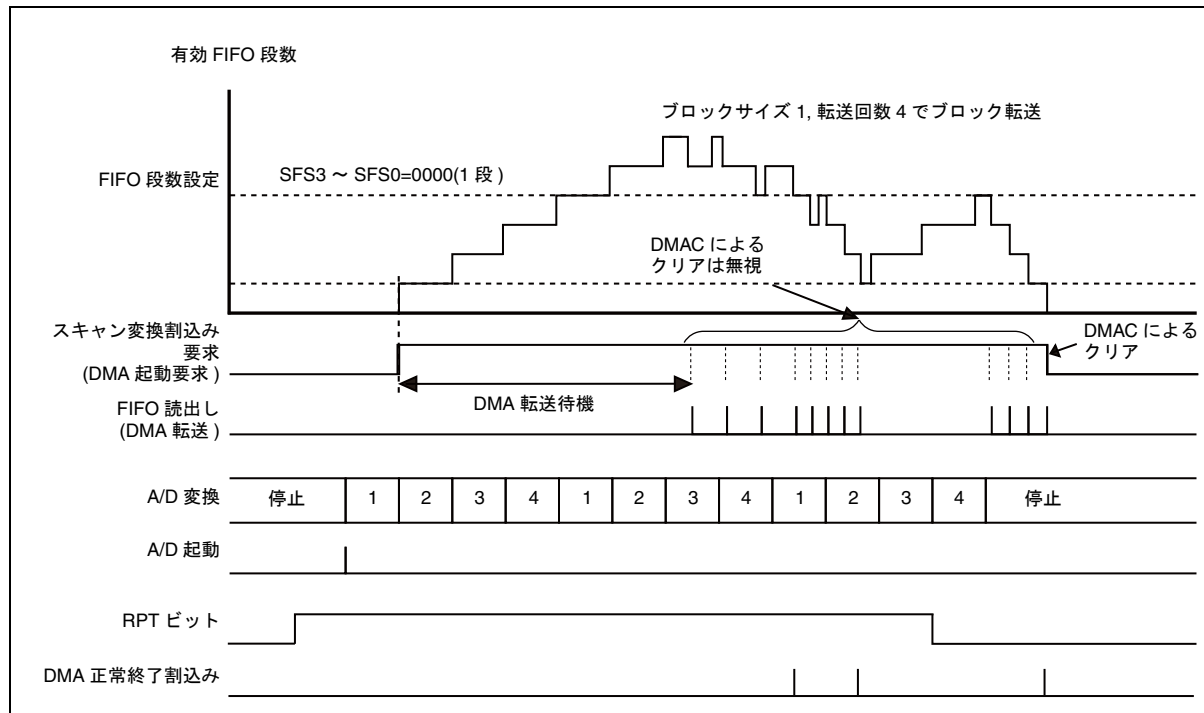 有効 FIFO 段数
ブロックサイズ 1, 転送回数 4 でブロック転送
FIFO 段数設定
SFS3 ～ SFS0=0000(1 段 )
DMAC による
クリアは無視
スキャン変換割込み
要求
(DMA 起動要求 )
DMAC による
クリア
DMA 転送待機
FIFO 読出し
(DMA 転送 )
A/D 変換
停止 1 2 3 4 1 2 3 4 1 2 3 4 停止
A/D 起動
RPT ビット
DMA 正常終了割込み